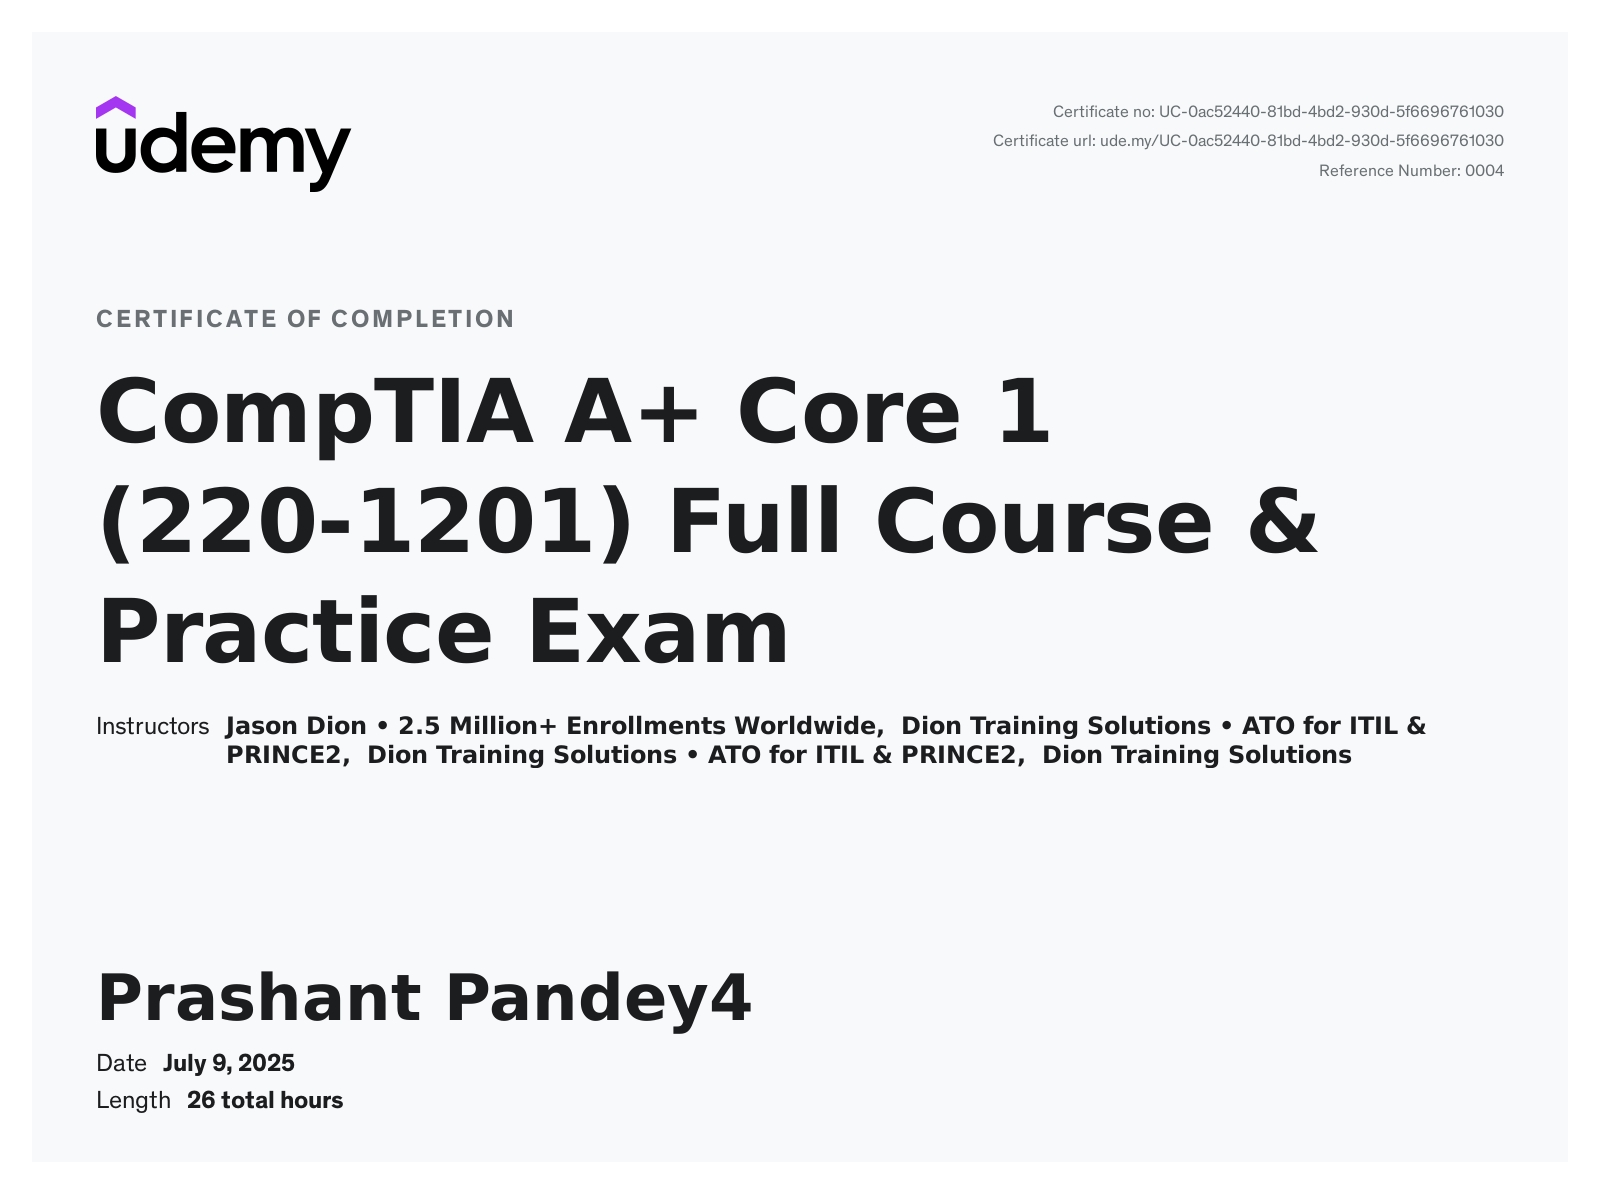 udemy
Certificate no: UC-0ac52440-81bd-4bd2-930d-5f6696761030
Certificate url: ude.my/UC-0ac52440-81bd-4bd2-930d-5f6696761030
Reference Number: 0004
CERTIFICATE OF COMPLETION
CompTIA A+ Core 1
(220-1201) Full Course &
Practice Exam
Instructors Jason Dion • 2.5 Million+ Enrollments Worldwide, Dion Training Solutions • ATO for ITIL &
PRINCE2, Dion Training Solutions • ATO for ITIL & PRINCE2, Dion Training Solutions
Prashant Pandey4
Date July 9, 2025
Length 26 total hours